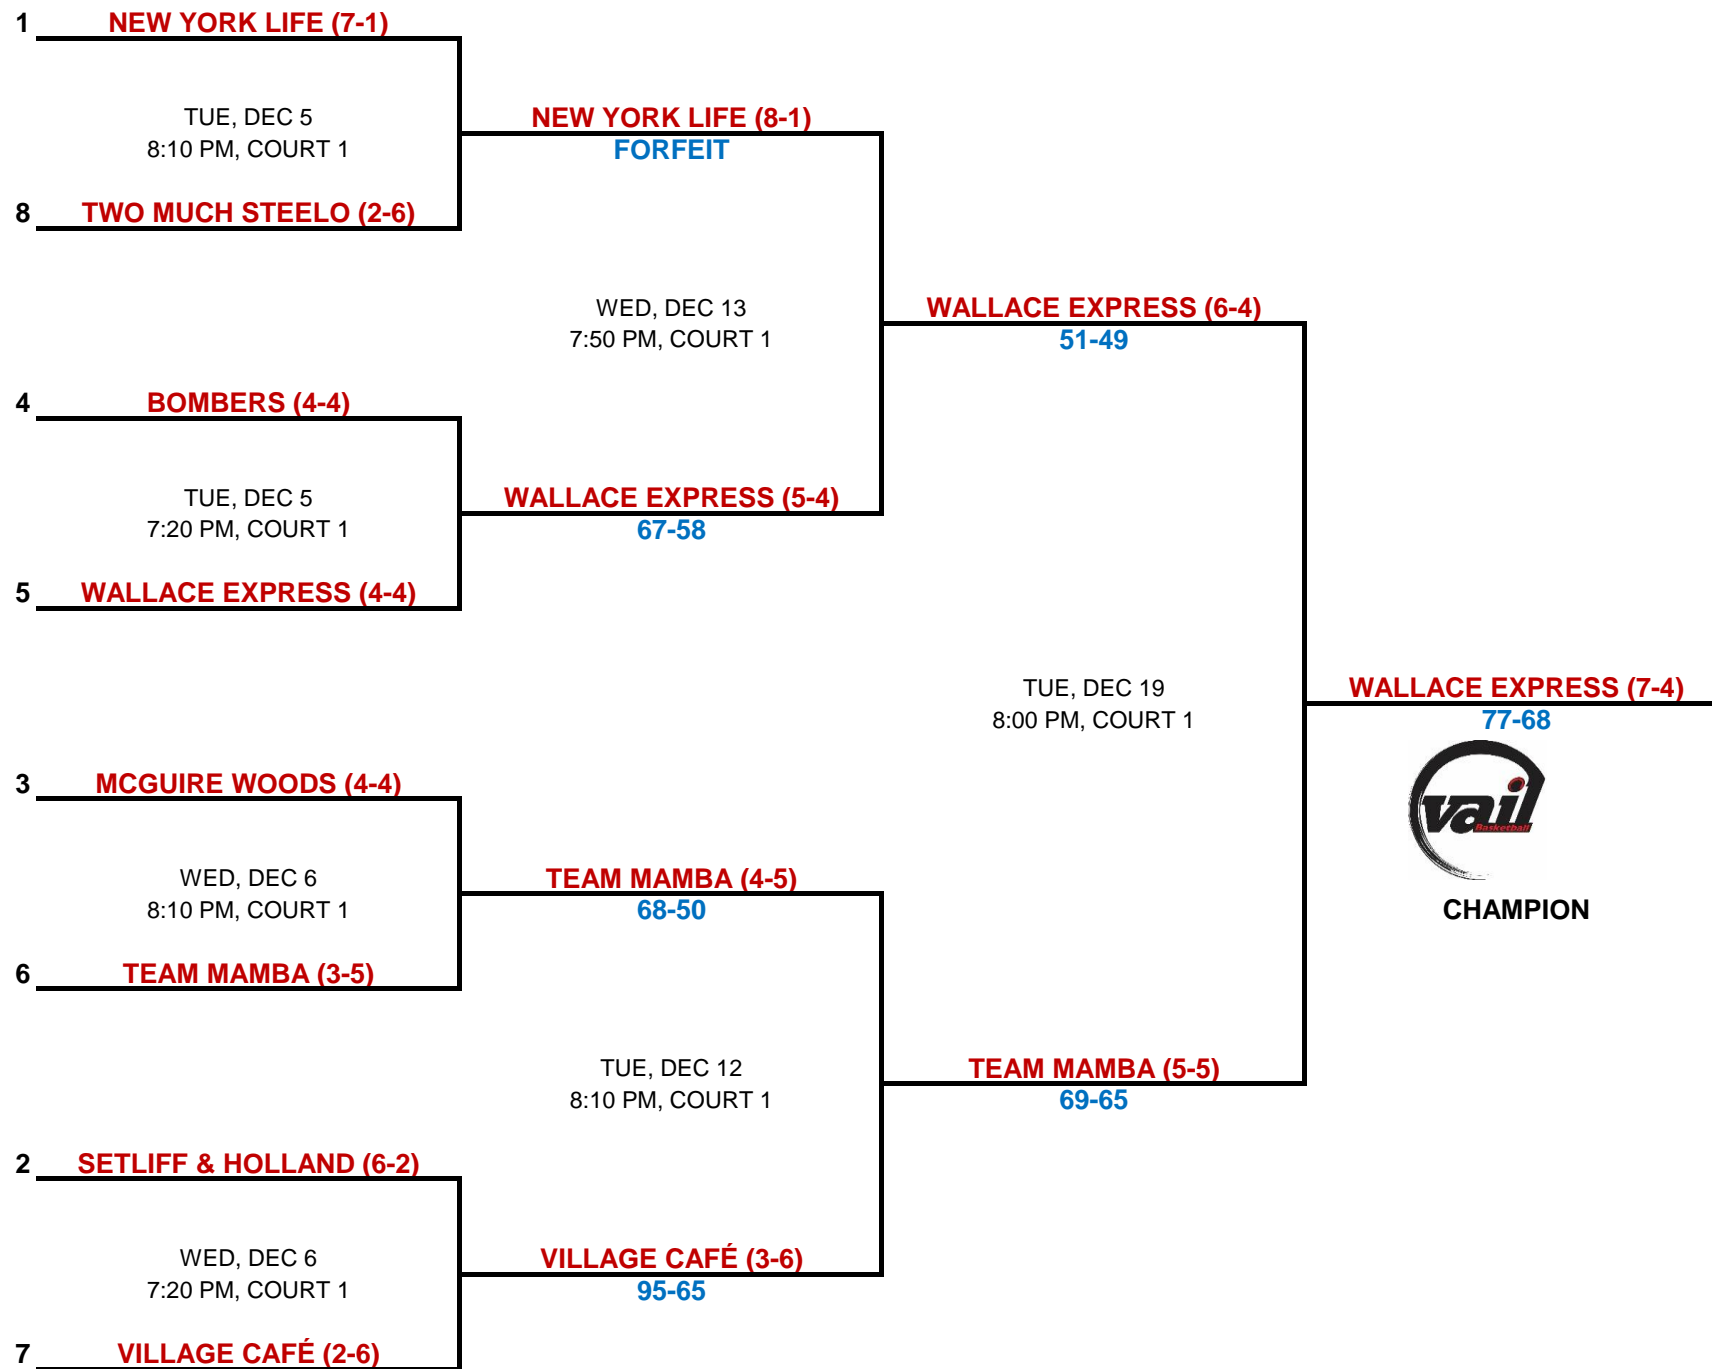 1 NEW YORK LIFE (7-1)
TUE, DEC 5
8:10 PM, COURT 1
8 TWO MUCH STEELO (2-6)
NEW YORK LIFE (8-1)
FORFEIT
WED, DEC 13
7:50 PM, COURT 1
WALLACE EXPRESS (6-4)
51-49
4 BOMBERS (4-4)
TUE, DEC 5
7:20 PM, COURT 1
5 WALLACE EXPRESS (4-4)
WALLACE EXPRESS (5-4)
67-58
TUE, DEC 19
8:00 PM, COURT 1
WALLACE EXPRESS (7-4)
77-68
vail
Basketball
CHAMPION
3 MCGUIRE WOODS (4-4)
WED, DEC 6
8:10 PM, COURT 1
6 TEAM MAMBA (3-5)
TEAM MAMBA (4-5)
68-50
TUE, DEC 12
8:10 PM, COURT 1
TEAM MAMBA (5-5)
69-65
2 SETLIFF & HOLLAND (6-2)
WED, DEC 6
7:20 PM, COURT 1
7 VILLAGE CAFÉ (2-6)
VILLAGE CAFÉ (3-6)
95-65